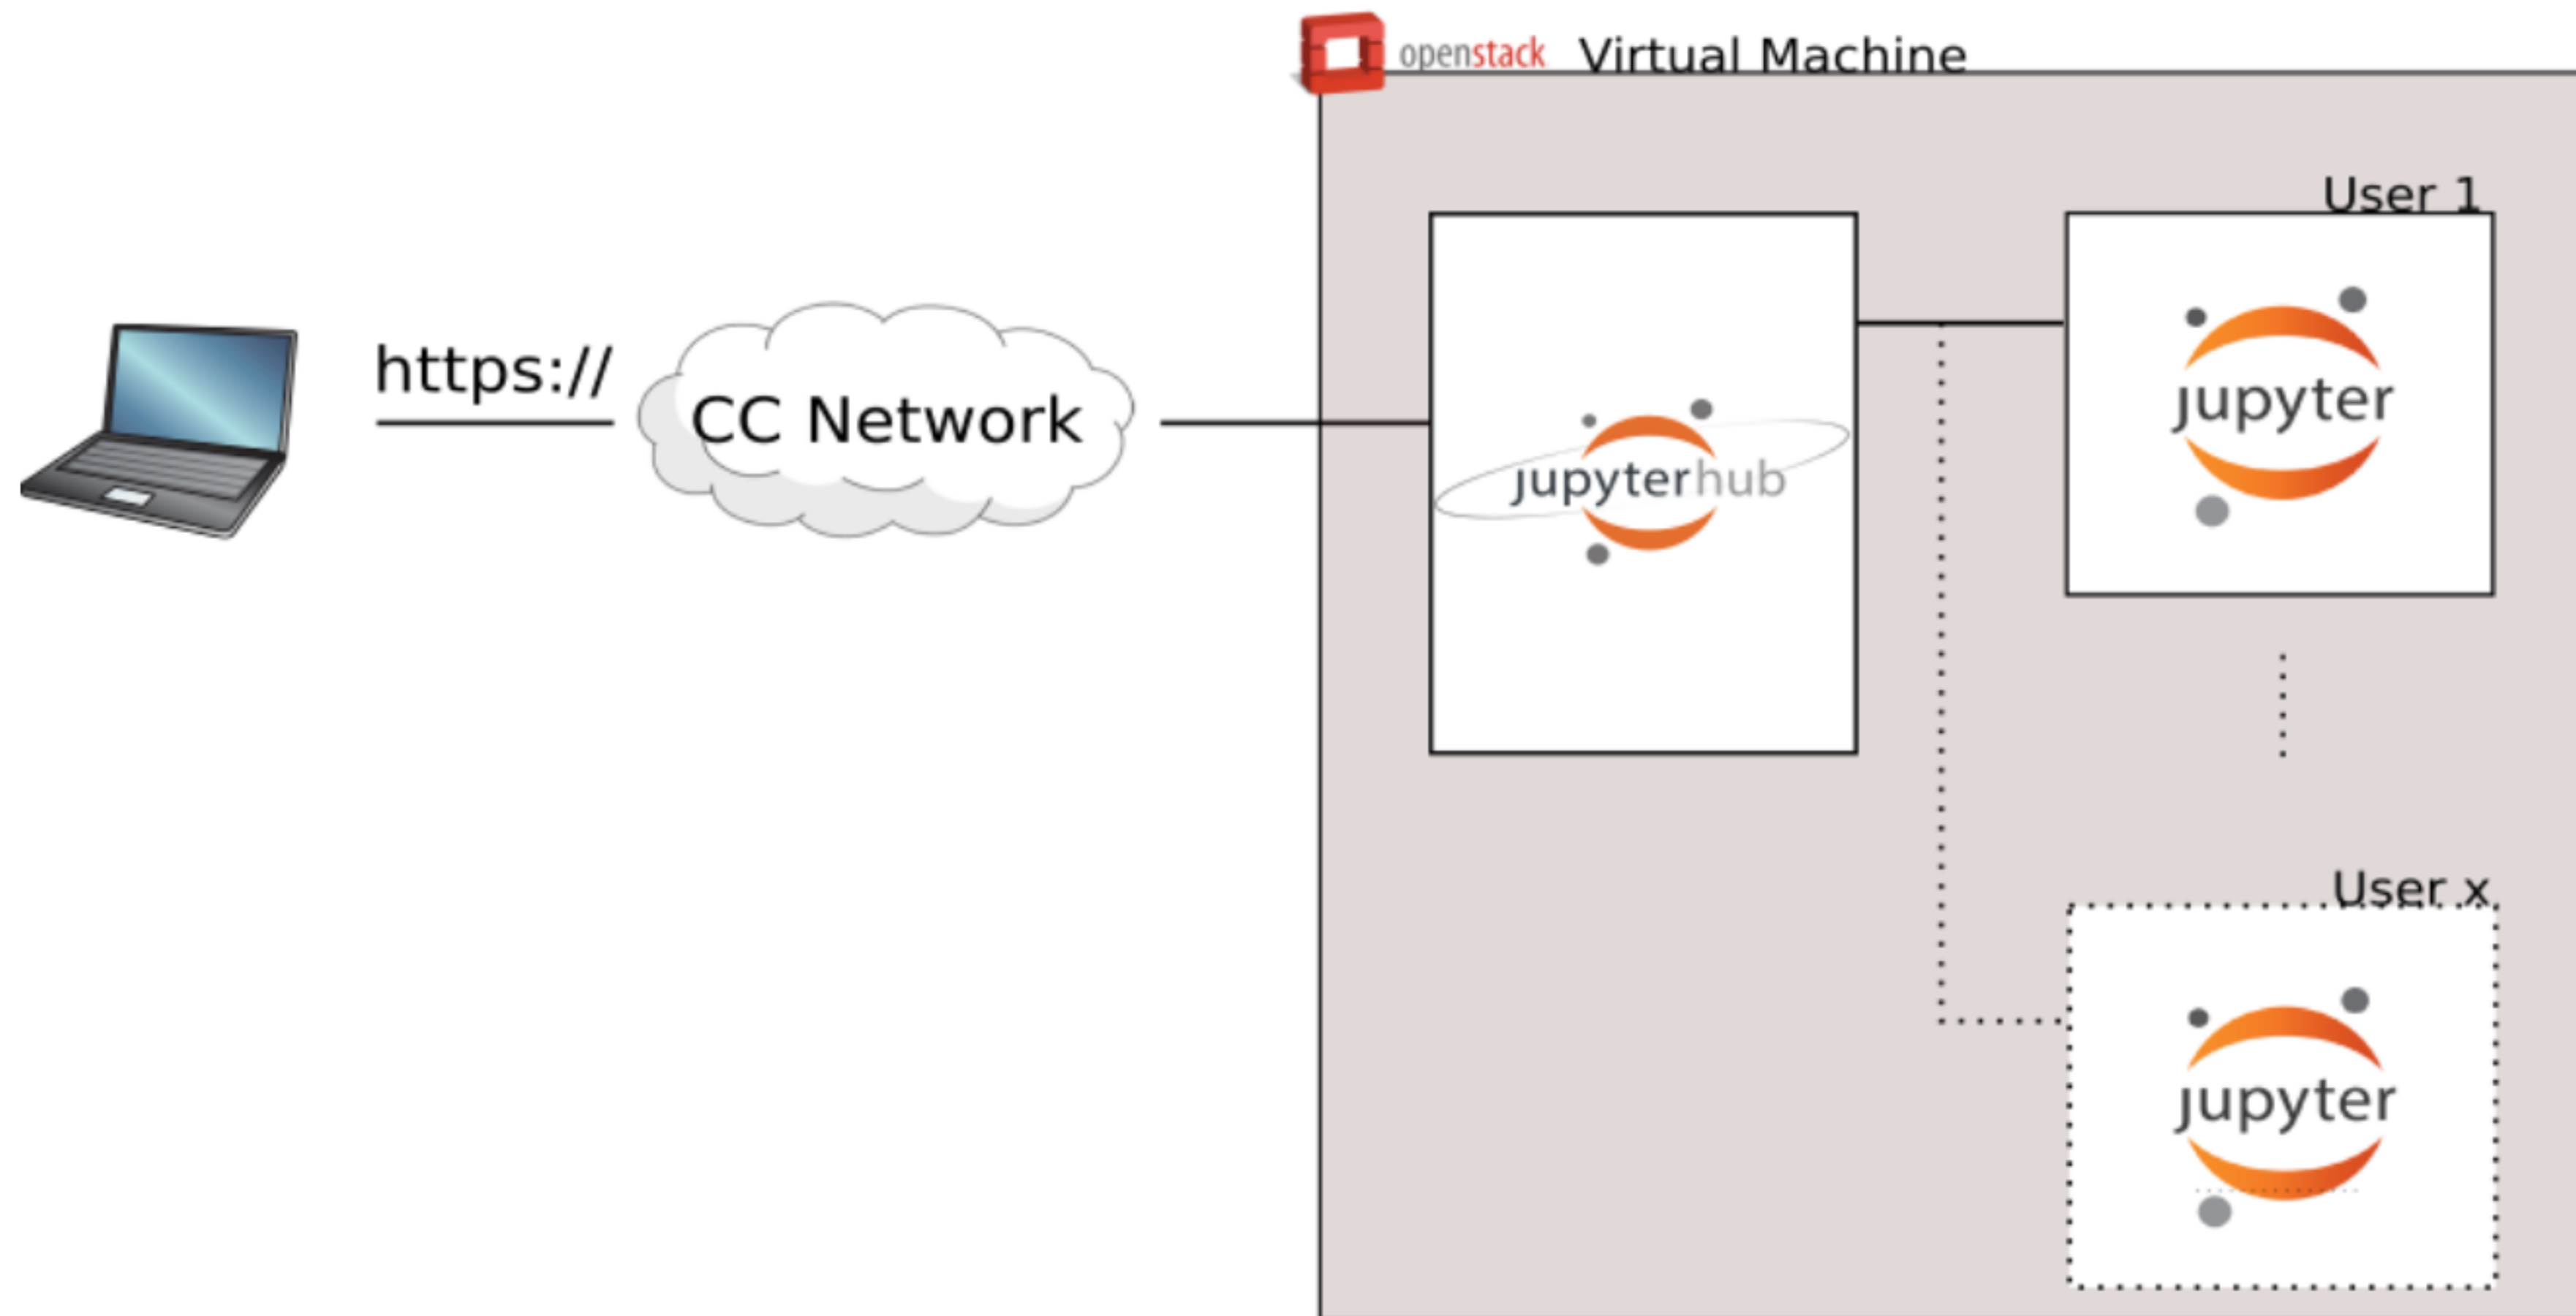 openstack Virtual Machine
User 1
https://
CC Network
jupyter
jupyterhub
User x
jupyter